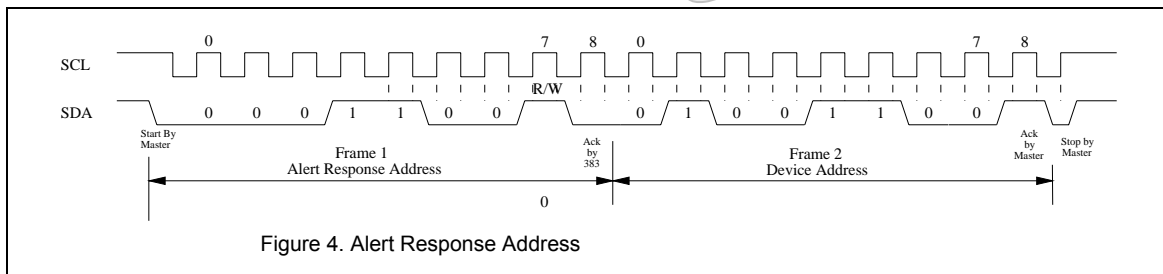 0 7 8 0 7 8
SCL
R/W
SDA 0 0 0 1 1 0 0 0 1 0 0 1 1 0 0
Start By
Master
Ack
by
383
Ack
by
Master
Stop by
Master
Frame 1
Alert Response Address
Frame 2
Device Address
0
Figure 4. Alert Response Address